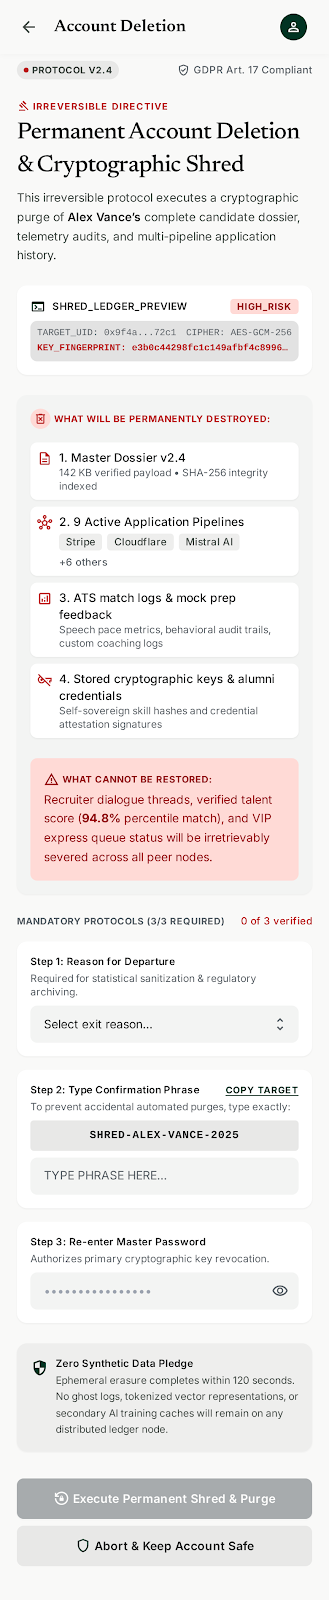 Account Deletion
PROTOCOL V2.4
GDPR Art. 17 Compliant
IRREVERSIBLE DIRECTIVE
Permanent Account Deletion
& Cryptographic Shred
This irreversible protocol executes a cryptographic
purge of Alex Vance's complete candidate dossier,
telemetry audits, and multi-pipeline application
history.
SHRED_LEDGER_PREVIEW
HIGH_RISK
TARGET_UID: 0x9f4a...72c1 CIPHER: AES-GCM-256
KEY_FINGERPRINT: e3b0c44298fc1c149afbf4c8996…
WHAT WILL BE PERMANENTLY DESTROYED:
1. Master Dossier v2.4
142 KB verified payload • SHA-256 integrity
indexed
2. 9 Active Application Pipelines
Stripe
Cloudflare
Mistral AI
+6 others
3. ATS match logs & mock prep
feedback
Speech pace metrics, behavioral audit trails,
custom coaching logs
4. Stored cryptographic keys & alumni
credentials
Self-sovereign skill hashes and credential
attestation signatures
WHAT CANNOT BE RESTORED:
Recruiter dialogue threads, verified talent
score (94.8% percentile match), and VIP
express queue status will be irretrievably
severed across all peer nodes.
MANDATORY PROTOCOLS (3/3 REQUIRED)
0 of 3 verified
Step 1: Reason for Departure
Required for statistical sanitization & regulatory
archiving.
Select exit reason...
Step 2: Type Confirmation Phrase
COPY TARGET
To prevent accidental automated purges, type exactly:
SHRED-ALEX-VANCE-2025
TYPE PHRASE HERE...
Step 3: Re-enter Master Password
Authorizes primary cryptographic key revocation.
••••••••••••••••
Zero Synthetic Data Pledge
Ephemeral erasure completes within 120 seconds.
No ghost logs, tokenized vector representations, or
secondary AI training caches will remain on any
distributed ledger node.
Execute Permanent Shred & Purge
Abort & Keep Account Safe